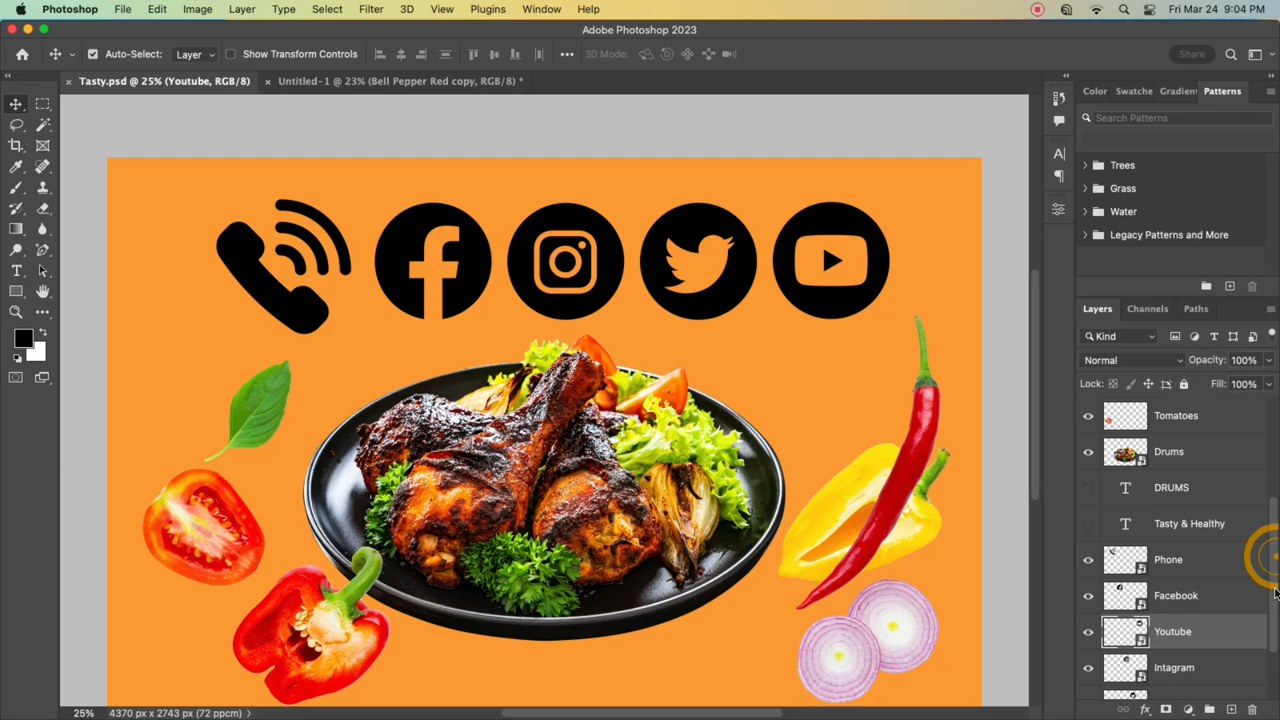 Photoshop File Edit Image Layer Type Select Filter 3D View Plugins Window Help Fri Mar 24 9:04 PM
Adobe Photoshop 2023
Auto-Select: Layer Show Transform Controls 3D Mode: Share
Tasty.psd @ 25% (Youtube, RGB/8) Untitled-1 @ 23% (Bell Pepper Red copy, RGB/8) *
Color Swatche Gradient Patterns
Search Patterns
Trees
Grass
Water
Legacy Patterns and More
Layers Channels Paths
Kind
Normal Opacity: 100%
Lock: Fill: 100%
Tomatoes
Drums
T DRUMS
T Tasty & Healthy
Phone
Facebook
Youtube
Intagram
25% 4370 px x 2743 px (72 ppcm)